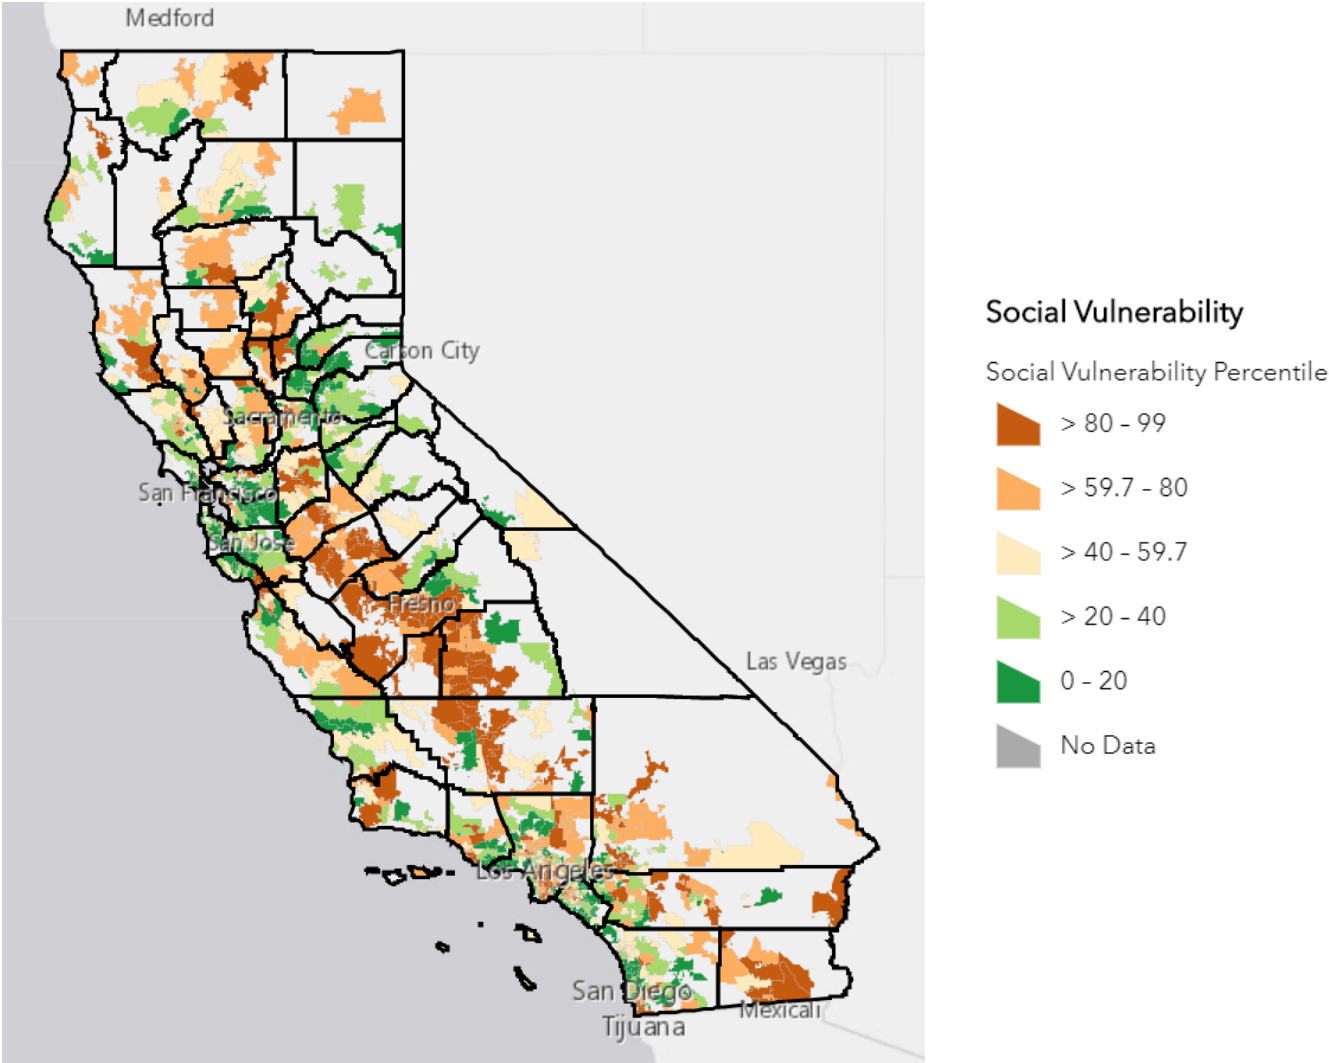 Medford
Carson City
Sacramento
San Francisco
San Jose
Fresno
Las Vegas
Los Angeles
San Diego
Mexicali
Tijuana
Social Vulnerability
Social Vulnerability Percentile
> 80 - 99
> 59.7 - 80
> 40 - 59.7
> 20 - 40
0 - 20
No Data